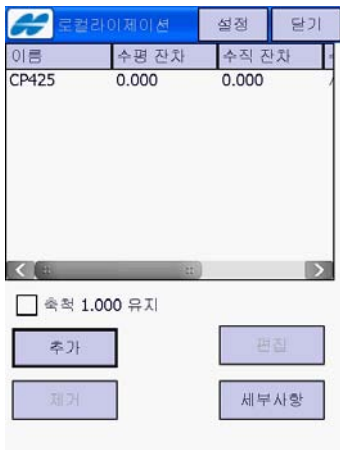 로컬라이제이션 설정 닫기
이름 수평 잔차 수직 잔차
CP425 0.000 0.000
축척 1.000 유지
추가 편집
제거 세부사항